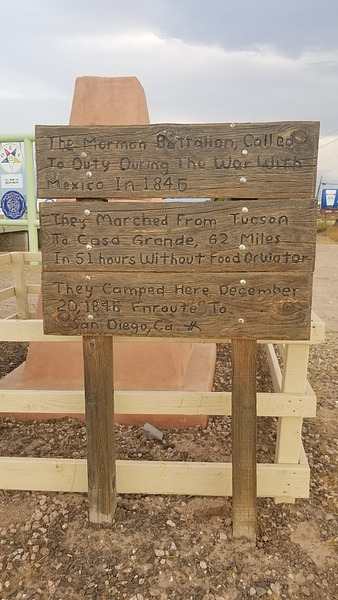 The Mormon Battalion, Called
To Duty During The War With
Mexico In 1846
They Marched From Tucson
To Casa Grande, 62 Miles
In 51 hours Without Food Or Water
They Camped Here December
20, 1846 Enroute To
San Diego, Ca.